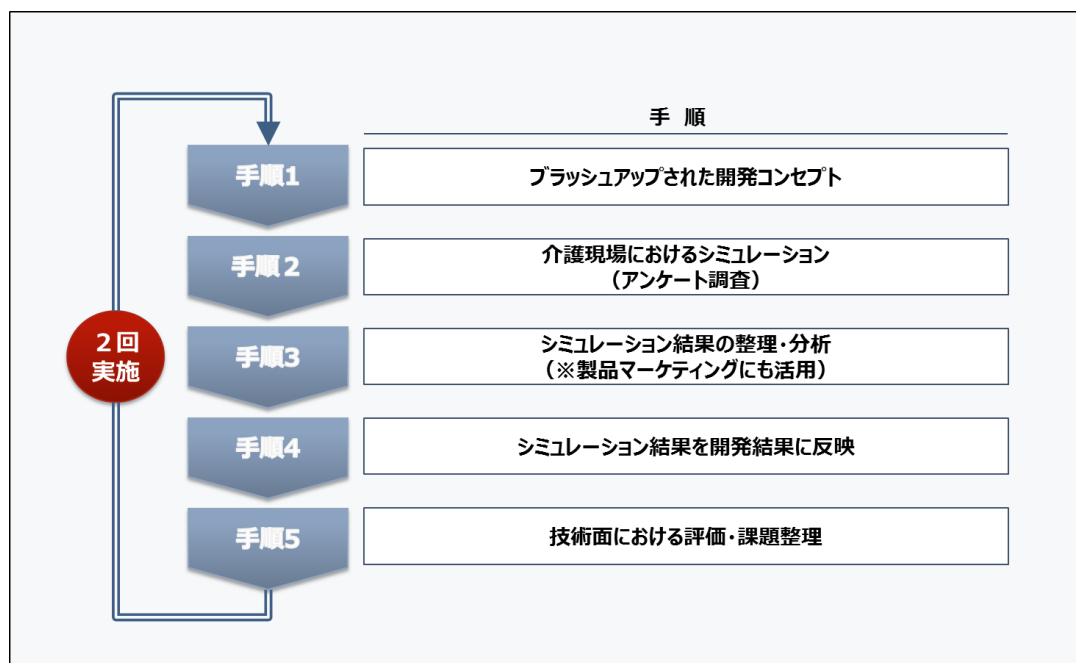 手 順
手順1
ブラッシュアップされた開発コンセプト
手順２
介護現場におけるシミュレーション
（アンケート調査）
２回
実施
手順3
シミュレーション結果の整理・分析
（※製品マーケティングにも活用）
手順4
シミュレーション結果を開発結果に反映
手順5
技術面における評価・課題整理